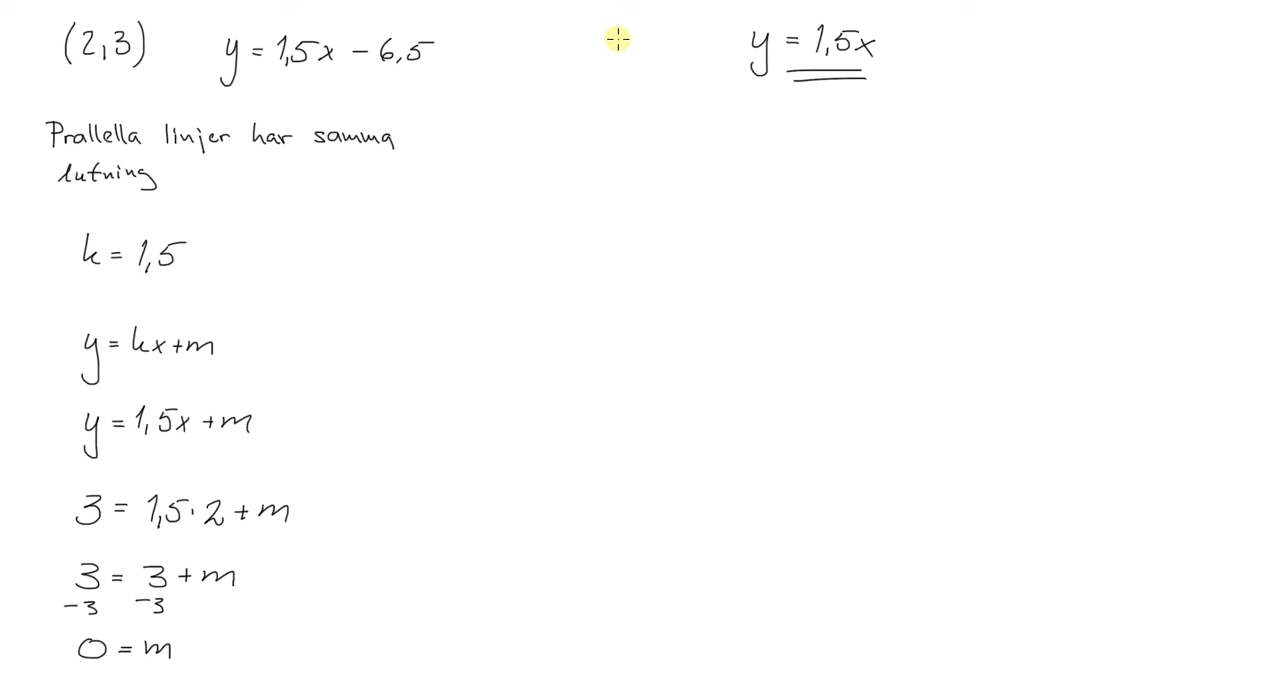 (2,3) y = 1,5x - 6,5
y = 1,5x
Prallella linjer har samma
lutning
k = 1,5
y = kx + m
y = 1,5x + m
3 = 1,5 · 2 + m
3 = 3 + m
-3 -3
0 = m